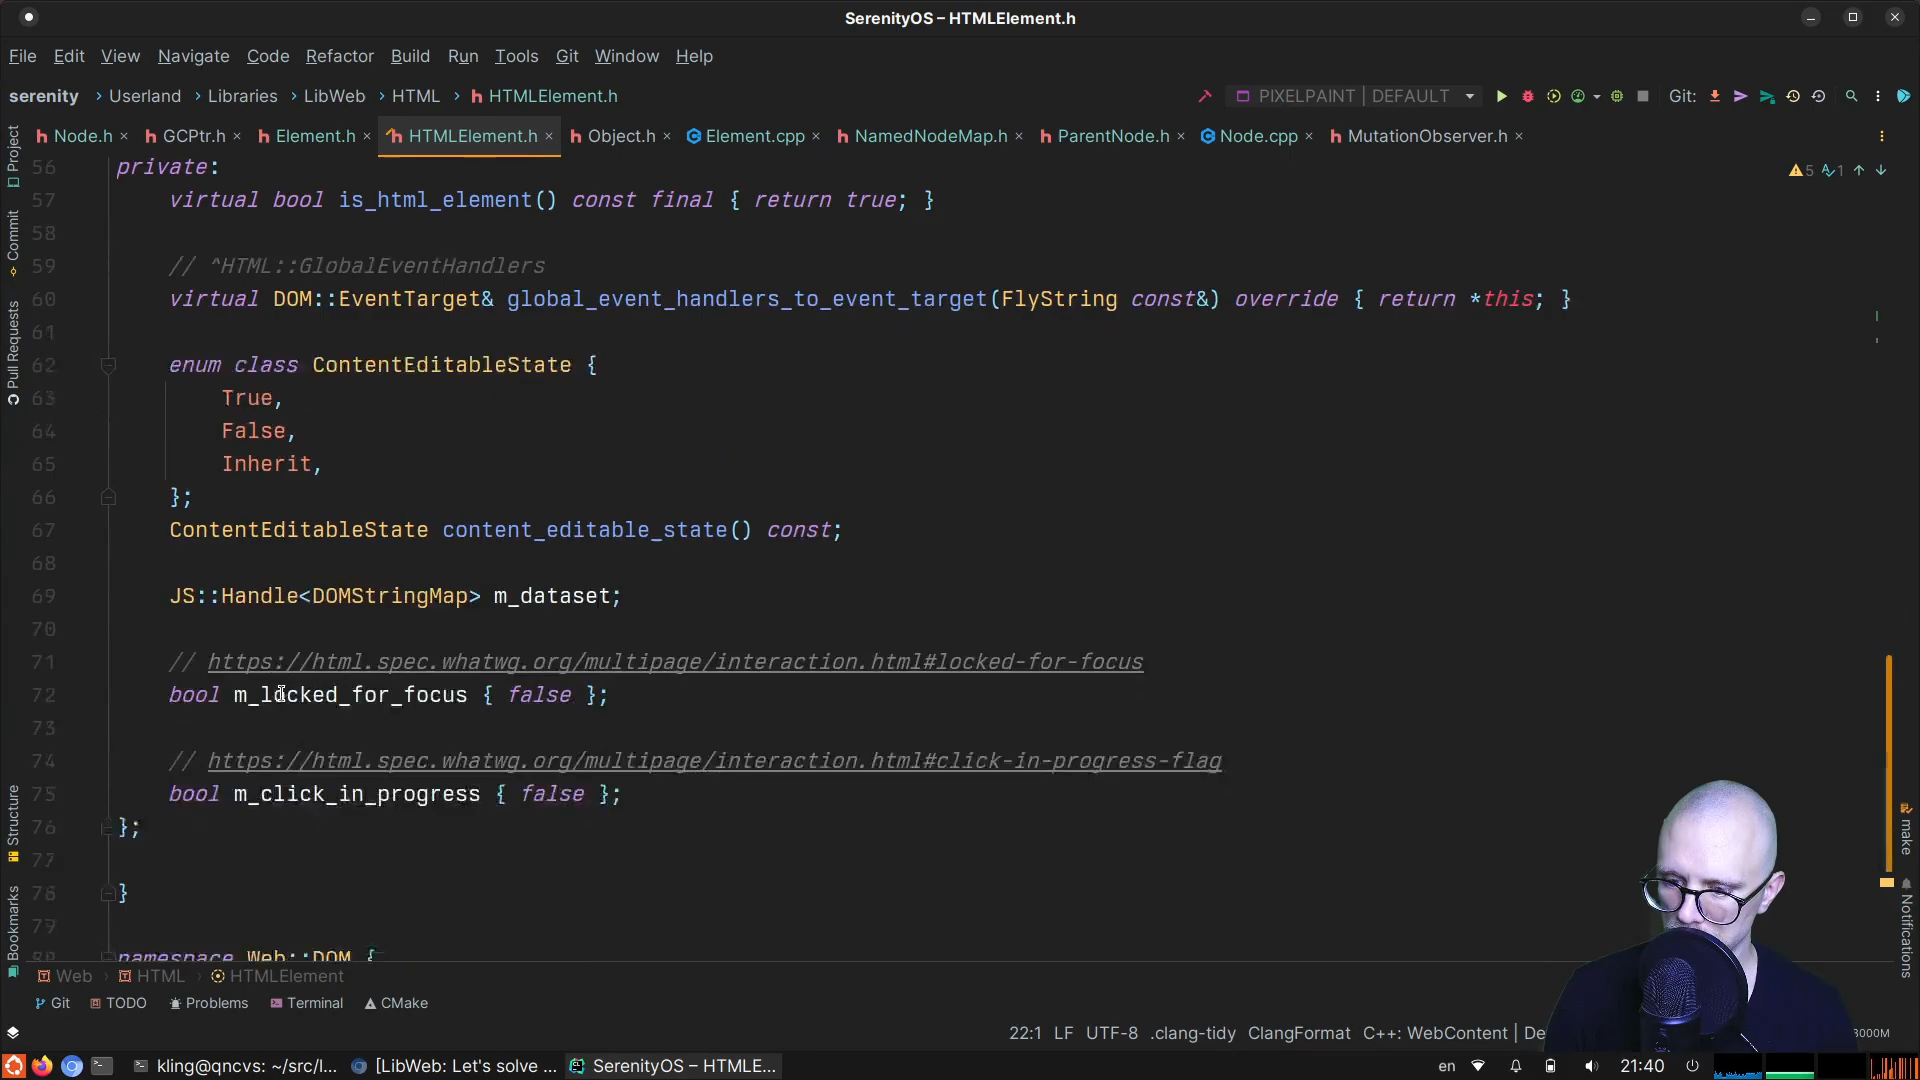 SerenityOS – HTMLElement.h
File Edit View Navigate Code Refactor Build Run Tools Git Window Help
serenity › Userland › Libraries › LibWeb › HTML › HTMLElement.h
PIXELPAINT | DEFAULT
Git:
Node.h × GCPtr.h × Element.h × HTMLElement.h × Object.h × Element.cpp × NamedNodeMap.h × ParentNode.h × Node.cpp × MutationObserver.h ×
Project
Commit
Pull Requests
Structure
Bookmarks
5 1
56 private:
57 virtual bool is_html_element() const final { return true; }
58
59 // ^HTML::GlobalEventHandlers
60 virtual DOM::EventTarget& global_event_handlers_to_event_target(FlyString const&) override { return *this; }
61
62 enum class ContentEditableState {
63 True,
64 False,
65 Inherit,
66 };
67 ContentEditableState content_editable_state() const;
68
69 JS::Handle<DOMStringMap> m_dataset;
70
71 // https://html.spec.whatwg.org/multipage/interaction.html#locked-for-focus
72 bool m_locked_for_focus { false };
73
74 // https://html.spec.whatwg.org/multipage/interaction.html#click-in-progress-flag
75 bool m_click_in_progress { false };
76 };
77
78 }
79
80 namespace Web::DOM {
make
Notifications
Web › HTML › HTMLElement
Git TODO Problems Terminal CMake
22:1 LF UTF-8 .clang-tidy ClangFormat C++: WebContent | De
3000M
kling@qncvs: ~/src/l... [LibWeb: Let's solve ... SerenityOS – HTMLE...
en 21:40